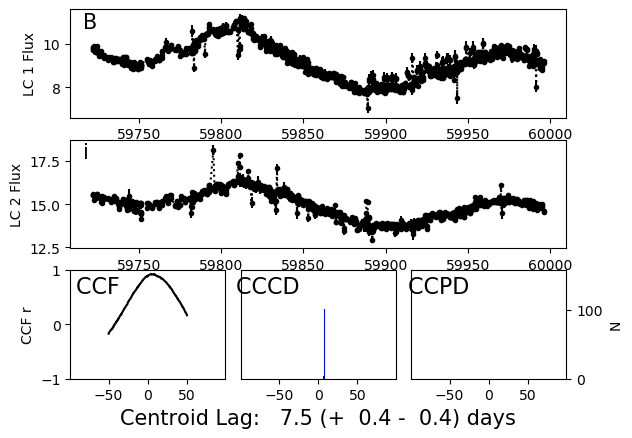 B
LC 1 Flux
10
8
59750 59800 59850 59900 59950 60000
i
LC 2 Flux
17.5
15.0
12.5
59750 59800 59850 59900 59950 60000
CCF CCCD CCPD
CCF r
1
0
−1
100
0
N
−50 0 50 −50 0 50 −50 0 50
Centroid Lag: 7.5 (+ 0.4 - 0.4) days